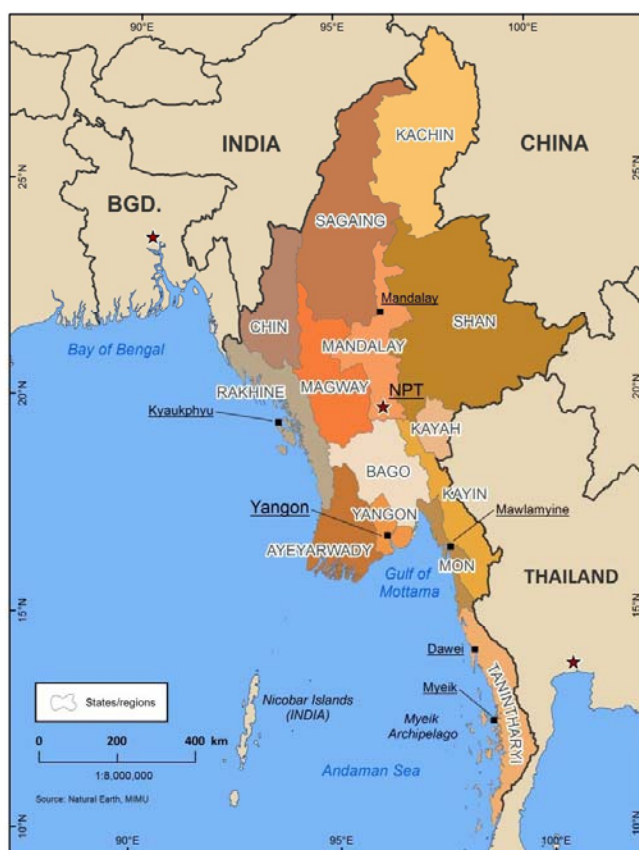 90°E
95°E
100°E
KACHIN
INDIA
CHINA
25°N
25°N
BGD.
SAGAING
Mandalay
CHIN
SHAN
Bay of Bengal
MANDALAY
20°N
20°N
RAKHINE
MAGWAY
NPT
Kyaukphyu
KAYAH
BAGO
KAYIN
Yangon
YANGON
Mawlamyine
AYEYARWADY
MON
Gulf of
Mottama
THAILAND
15°N
15°N
Dawei
TANINTHARYI
Myeik
States/regions
Nicobar Islands
(INDIA)
Myeik
Archipelago
0 200 400 km
1:8,000,000
Andaman Sea
Source: Natural Earth, MIMU
10°N
10°N
90°E
95°E
100°E